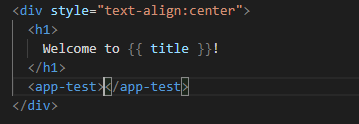 <div style="text-align:center">
<h1>
Welcome to {{ title }}!
</h1>
<app-test></app-test>
</div>